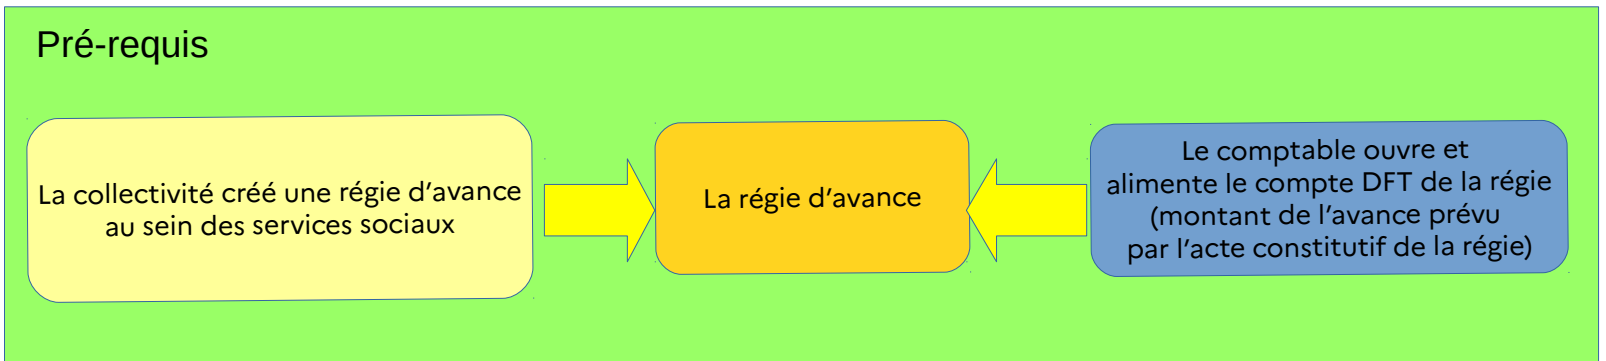 Pré-requis
La collectivité créé une régie d’avance
au sein des services sociaux
La régie d’avance
Le comptable ouvre et
alimente le compte DFT de la régie
(montant de l’avance prévu
par l’acte constitutif de la régie)